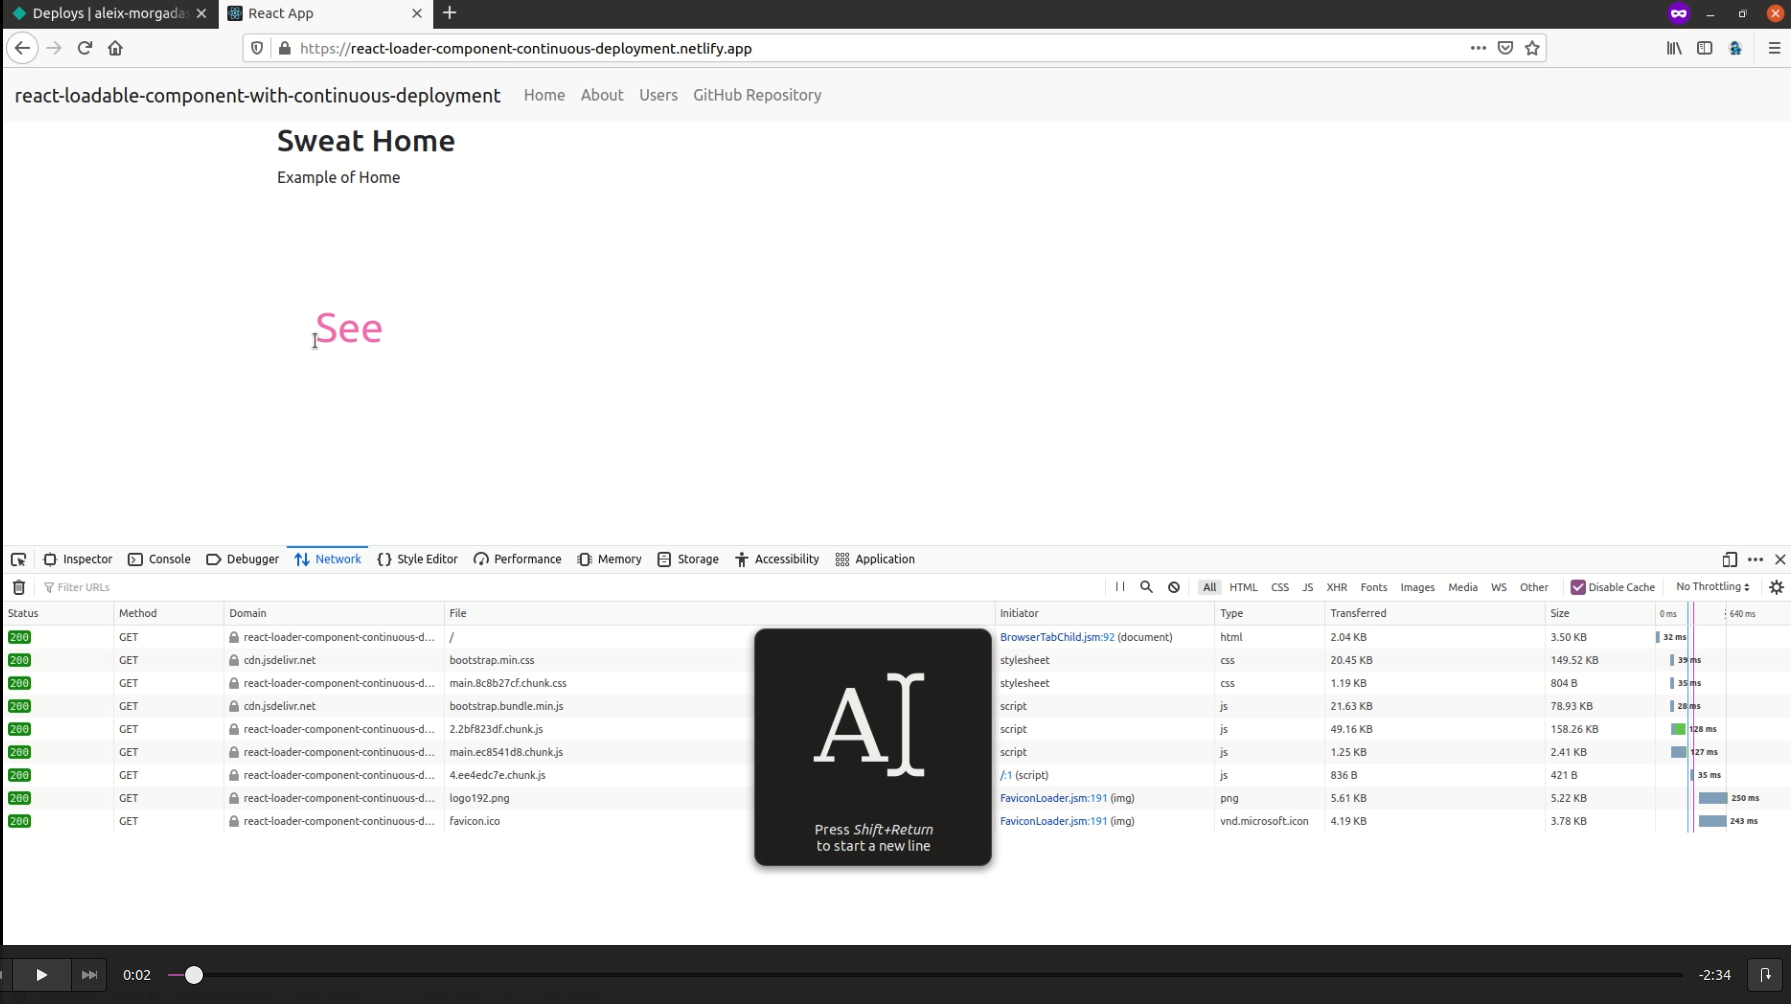 Deploys | aleix-morgadas
React App
https://react-loader-component-continuous-deployment.netlify.app
react-loadable-component-with-continuous-deployment Home About Users GitHub Repository
Sweat Home
Example of Home
See
Inspector Console Debugger Network Style Editor Performance Memory Storage Accessibility Application
Filter URLs All HTML CSS JS XHR Fonts Images Media WS Other Disable Cache No Throttling
Status Method Domain File Initiator Type Transferred Size 0 ms 640 ms
200 GET react-loader-component-continuous-d... / BrowserTabChild.jsm:92 (document) html 2.04 KB 3.50 KB 32 ms
200 GET cdn.jsdelivr.net bootstrap.min.css stylesheet css 20.45 KB 149.52 KB 39 ms
200 GET react-loader-component-continuous-d... main.8c8b27cf.chunk.css stylesheet css 1.19 KB 804 B 35 ms
200 GET cdn.jsdelivr.net bootstrap.bundle.min.js script js 21.63 KB 78.93 KB 28 ms
200 GET react-loader-component-continuous-d... 2.2bf823df.chunk.js script js 49.16 KB 158.26 KB 128 ms
200 GET react-loader-component-continuous-d... main.ec8541d8.chunk.js script js 1.25 KB 2.41 KB 127 ms
200 GET react-loader-component-continuous-d... 4.ee4edc7e.chunk.js /:1 (script) js 836 B 421 B 35 ms
200 GET react-loader-component-continuous-d... logo192.png FaviconLoader.jsm:191 (img) png 5.61 KB 5.22 KB 250 ms
200 GET react-loader-component-continuous-d... favicon.ico FaviconLoader.jsm:191 (img) vnd.microsoft.icon 4.19 KB 3.78 KB 243 ms
A
Press Shift+Return
to start a new line
0:02 -2:34